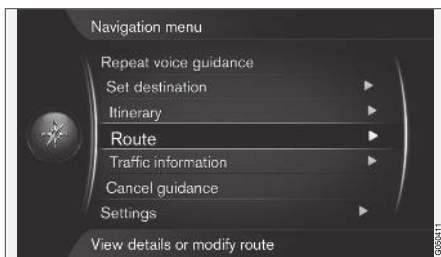 Navigation menu
Repeat voice guidance
Set destination
Itinerary
Route
Traffic information
Cancel guidance
Settings
View details or modify route
G050411